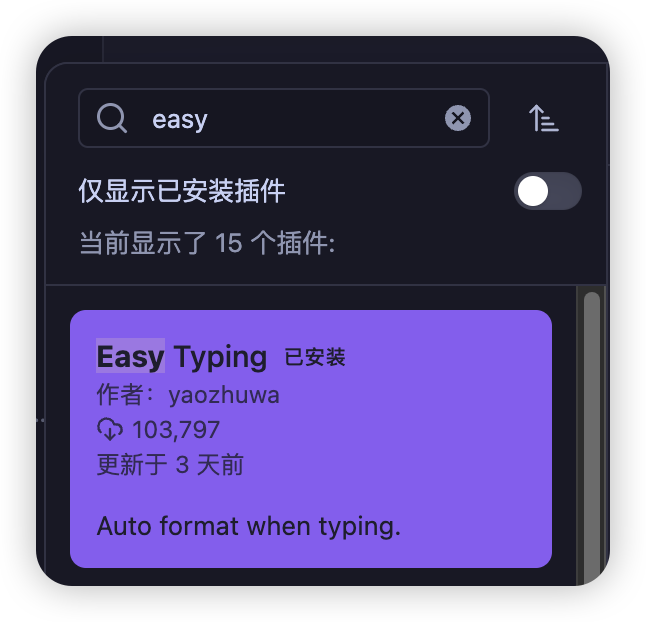 easy
仅显示已安装插件
当前显示了 15 个插件:
Easy Typing 已安装
作者：yaozhuwa
103,797
更新于 3 天前
Auto format when typing.